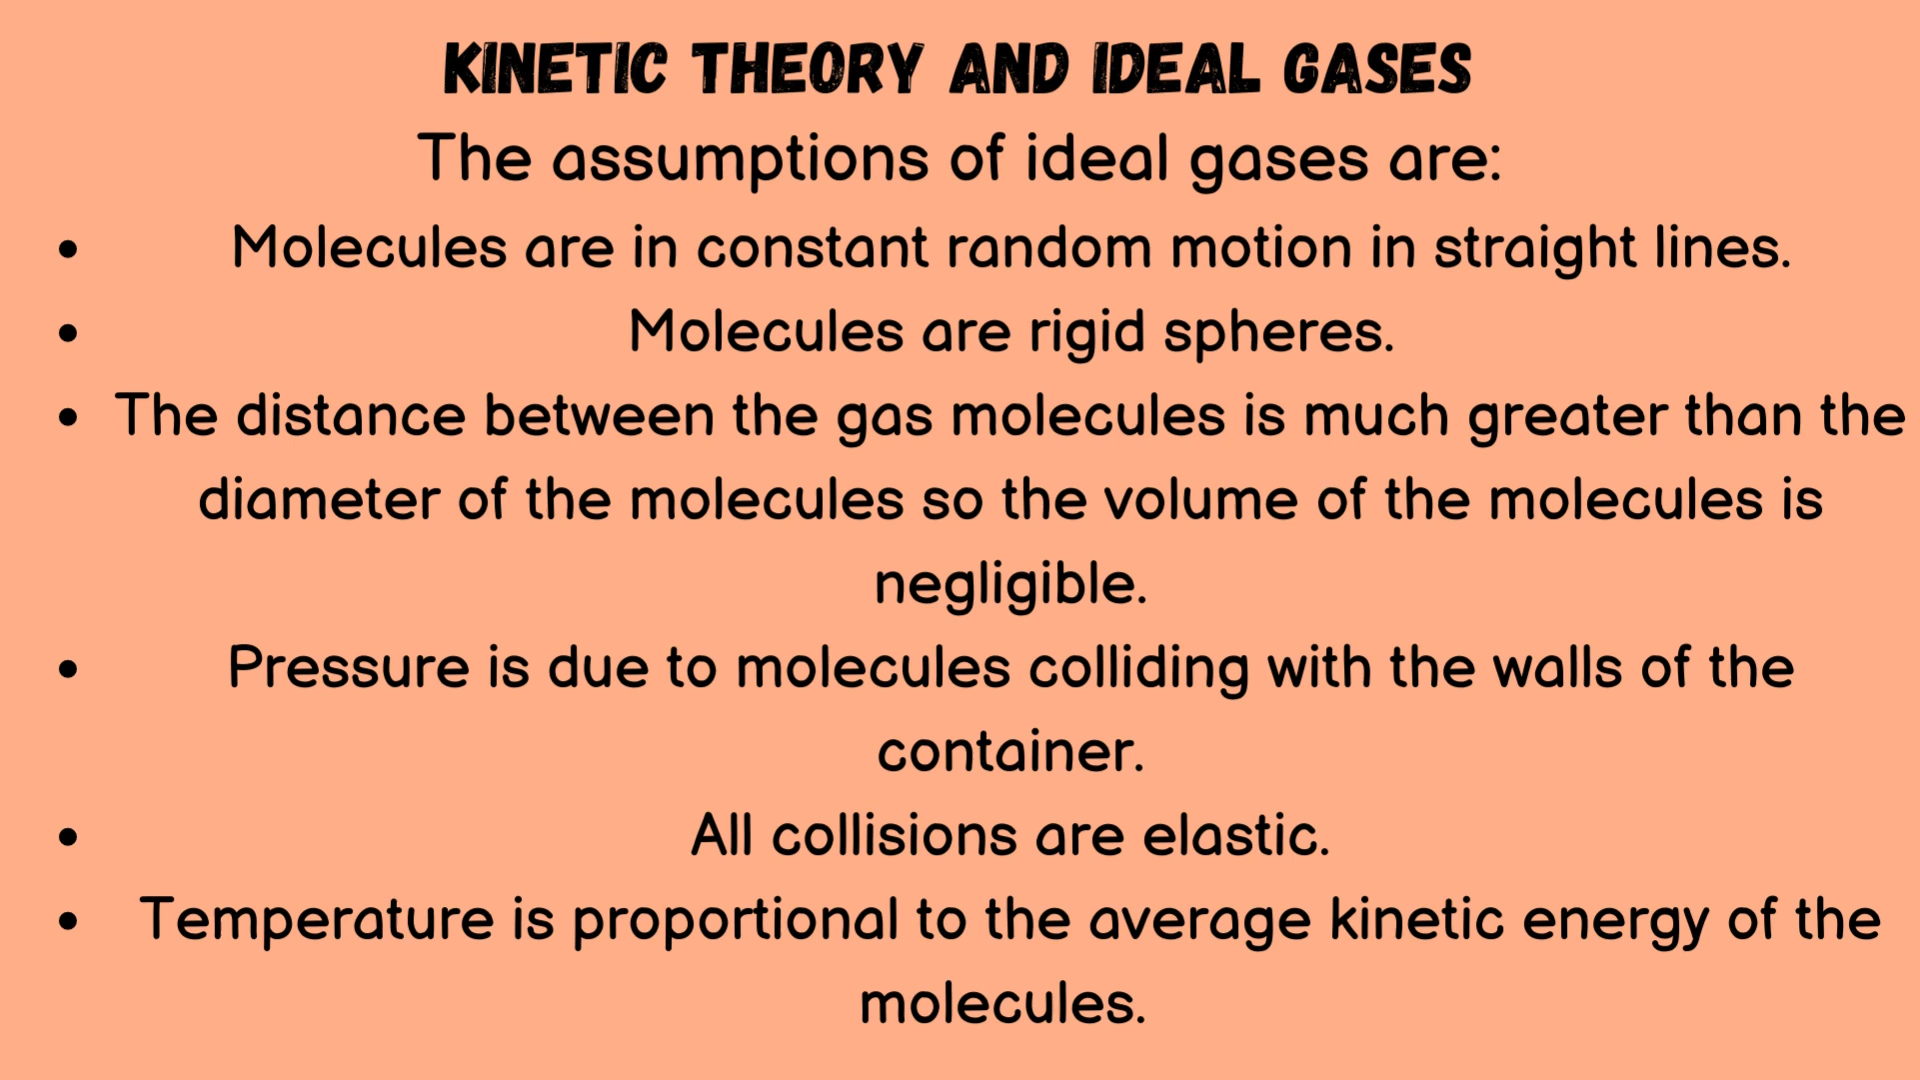 KINETIC THEORY AND IDEAL GASES
The assumptions of ideal gases are:
• Molecules are in constant random motion in straight lines.
• Molecules are rigid spheres.
• The distance between the gas molecules is much greater than the
diameter of the molecules so the volume of the molecules is
negligible.
• Pressure is due to molecules colliding with the walls of the
container.
• All collisions are elastic.
• Temperature is proportional to the average kinetic energy of the
molecules.